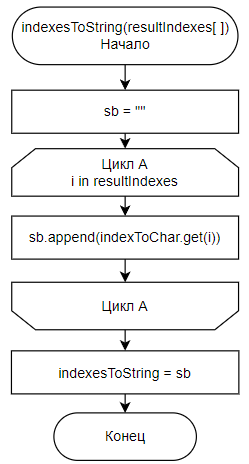 indexesToString(resultIndexes[ ])
Начало
sb = ""
Цикл А
i in resultIndexes
sb.append(indexToChar.get(i))
Цикл А
indexesToString = sb
Конец